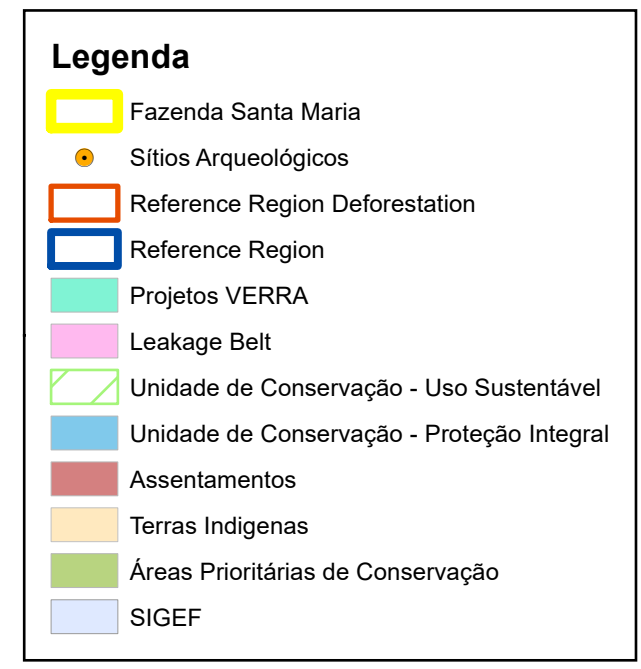 Legenda
Fazenda Santa Maria
Sítios Arqueológicos
Reference Region Deforestation
Reference Region
Projetos VERRA
Leakage Belt
Unidade de Conservação - Uso Sustentável
Unidade de Conservação - Proteção Integral
Assentamentos
Terras Indigenas
Áreas Prioritárias de Conservação
SIGEF